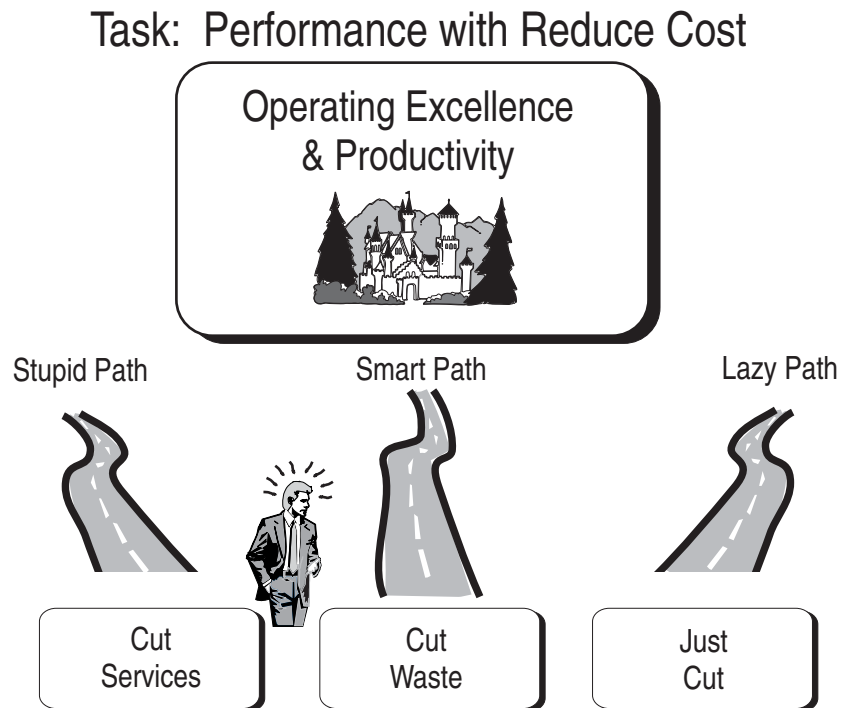 Task: Performance with Reduce Cost
Operating Excellence
& Productivity
Stupid Path
Smart Path
Lazy Path
Cut
Services
Cut
Waste
Just
Cut